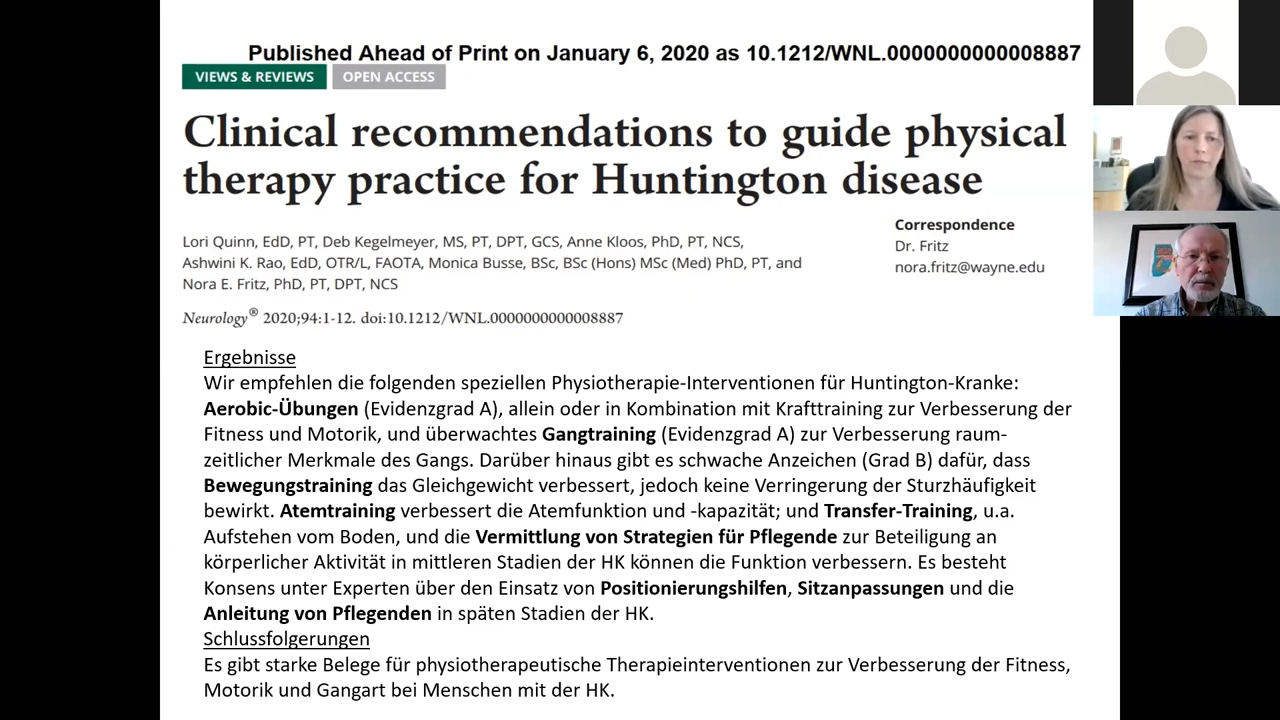 Published Ahead of Print on January 6, 2020 as 10.1212/WNL.0000000000008887
VIEWS & REVIEWS OPEN ACCESS
Clinical recommendations to guide physical
therapy practice for Huntington disease
Lori Quinn, EdD, PT, Deb Kegelmeyer, MS, PT, DPT, GCS, Anne Kloos, PhD, PT, NCS,
Ashwini K. Rao, EdD, OTR/L, FAOTA, Monica Busse, BSc, BSc (Hons) MSc (Med) PhD, PT, and
Nora E. Fritz, PhD, PT, DPT, NCS
Correspondence
Dr. Fritz
nora.fritz@wayne.edu
Neurology® 2020;94:1-12. doi:10.1212/WNL.0000000000008887
Ergebnisse
Wir empfehlen die folgenden speziellen Physiotherapie-Interventionen für Huntington-Kranke:
Aerobic-Übungen (Evidenzgrad A), allein oder in Kombination mit Krafttraining zur Verbesserung der
Fitness und Motorik, und überwachtes Gangtraining (Evidenzgrad A) zur Verbesserung raum-
zeitlicher Merkmale des Gangs. Darüber hinaus gibt es schwache Anzeichen (Grad B) dafür, dass
Bewegungstraining das Gleichgewicht verbessert, jedoch keine Verringerung der Sturzhäufigkeit
bewirkt. Atemtraining verbessert die Atemfunktion und -kapazität; und Transfer-Training, u.a.
Aufstehen vom Boden, und die Vermittlung von Strategien für Pflegende zur Beteiligung an
körperlicher Aktivität in mittleren Stadien der HK können die Funktion verbessern. Es besteht
Konsens unter Experten über den Einsatz von Positionierungshilfen, Sitzanpassungen und die
Anleitung von Pflegenden in späten Stadien der HK.
Schlussfolgerungen
Es gibt starke Belege für physiotherapeutische Therapieinterventionen zur Verbesserung der Fitness,
Motorik und Gangart bei Menschen mit der HK.